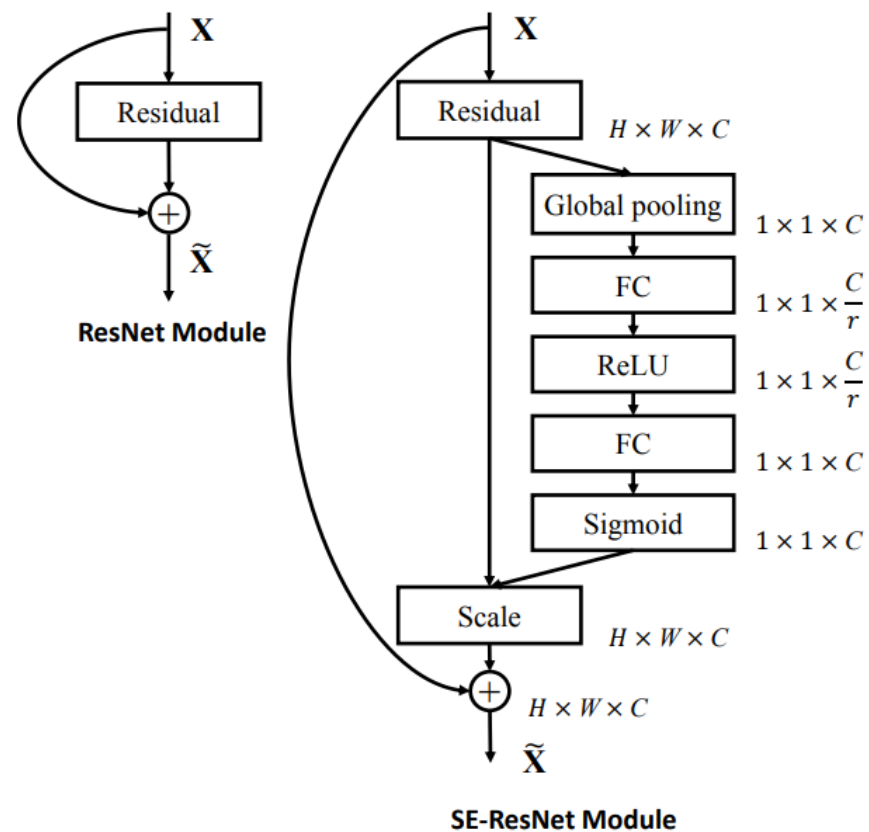 X
Residual
+
X̃
ResNet Module
X
Residual
H × W × C
Global pooling
1 × 1 × C
FC
1 × 1 × C/r
ReLU
1 × 1 × C/r
FC
1 × 1 × C
Sigmoid
1 × 1 × C
Scale
H × W × C
+
H × W × C
X̃
SE-ResNet Module